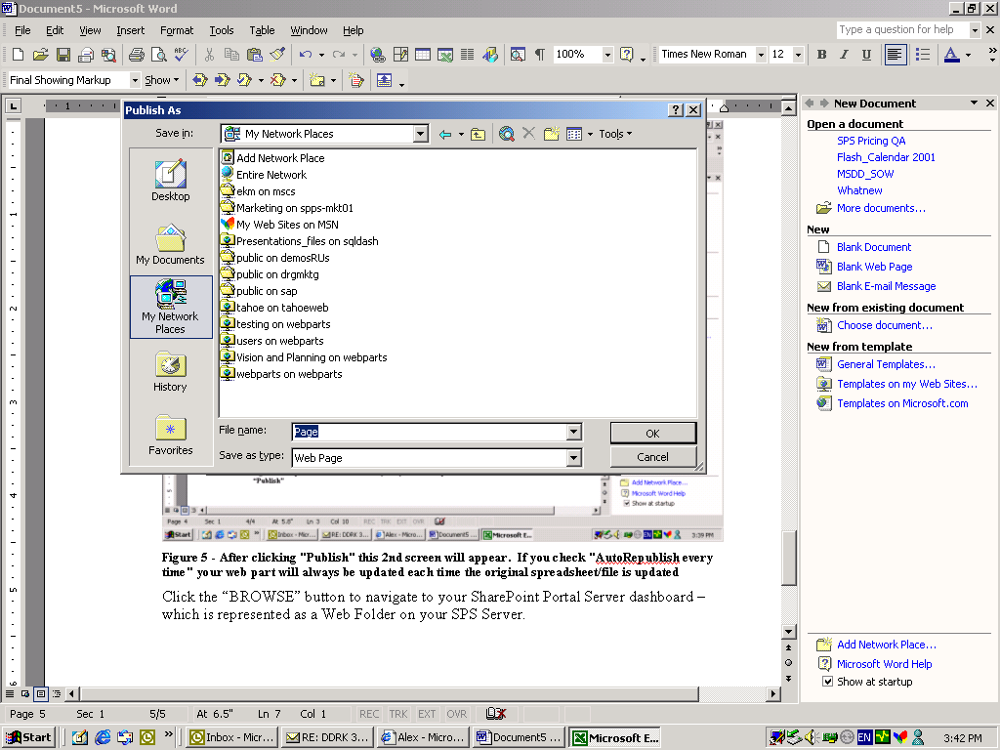 Document5 - Microsoft Word
File Edit View Insert Format Tools Table Window Help
Type a question for help
100%
Times New Roman
12
B I U
A
Final Showing Markup
Show
1
Publish As
Save in:
My Network Places
Tools
Desktop
My Documents
My Network
Places
History
Favorites
Add Network Place
Entire Network
ekm on mscs
Marketing on spps-mkt01
My Web Sites on MSN
Presentations_files on sqldash
public on demosRUs
public on drgmktg
public on sap
tahoe on tahoeweb
testing on webparts
users on webparts
Vision and Planning on webparts
webparts on webparts
File name:
Page
OK
Save as type:
Web Page
Cancel
"Publish"
Add Network Place...
Microsoft Word Help
Show at startup
Page 4 Sec 1 4/4 At 5.8" Ln 3 Col 10 REC TRK EXT OVR
Start
Inbox - Micr...
RE: DDRK 3...
Alex - Micro...
Document5 ...
Microsoft E...
EN
3:39 PM
Figure 5 - After clicking "Publish" this 2nd screen will appear. If you check "AutoRepublish every
time" your web part will always be updated each time the original spreadsheet/file is updated
Click the “BROWSE” button to navigate to your SharePoint Portal Server dashboard –
which is represented as a Web Folder on your SPS Server.
New Document
Open a document
SPS Pricing QA
Flash_Calendar 2001
MSDD_SOW
Whatnew
More documents...
New
Blank Document
Blank Web Page
Blank E-mail Message
New from existing document
Choose document...
New from template
General Templates...
Templates on my Web Sites...
Templates on Microsoft.com
Add Network Place...
Microsoft Word Help
Show at startup
Page 5 Sec 1 5/5 At 6.5" Ln 7 Col 1 REC TRK EXT OVR
Start
Inbox - Micr...
RE: DDRK 3...
Alex - Micro...
Document5 ...
Microsoft E...
EN
3:42 PM